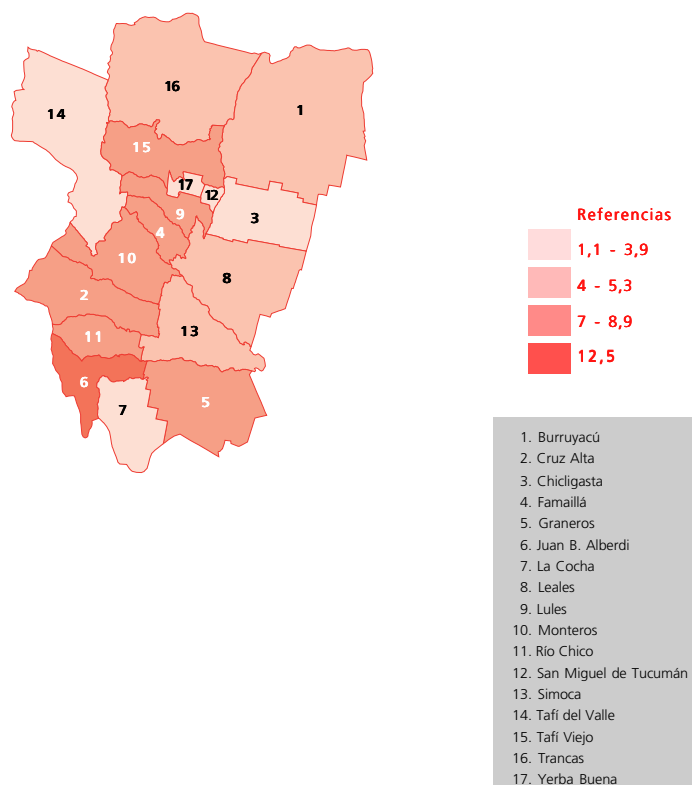 16
1
14
15
17
12
9
3
4
10
8
2
13
11
6
7
5
Referencias
1,1 - 3,9
4 - 5,3
7 - 8,9
12,5
1. Burruyacú
2. Cruz Alta
3. Chicligasta
4. Famaillá
5. Graneros
6. Juan B. Alberdi
7. La Cocha
8. Leales
9. Lules
10. Monteros
11. Río Chico
12. San Miguel de Tucumán
13. Simoca
14. Tafí del Valle
15. Tafí Viejo
16. Trancas
17. Yerba Buena